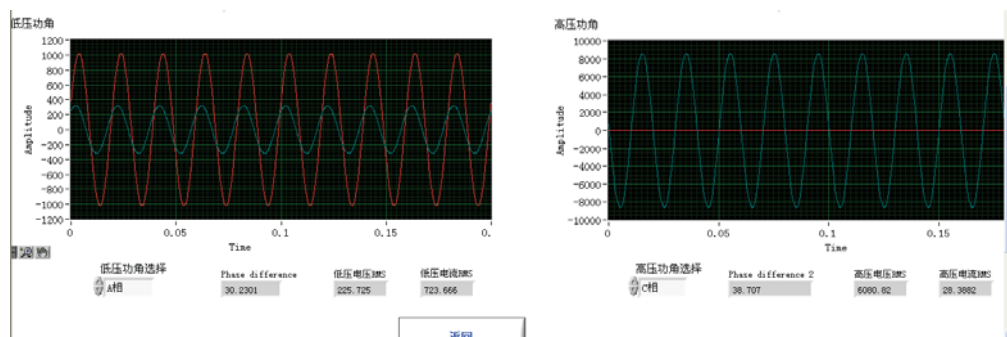 低压功角
1200
1000
800
600
400
200
0
-200
-400
-600
-800
-1000
-1200
Amplitude
0
0.05
0.1
0.15
0.
Time
低压功角选择
A相
Phase difference
30.2301
低压电压RMS
225.725
低压电流RMS
723.666
高压功角
10000
8000
6000
4000
2000
0
-2000
-4000
-6000
-8000
-10000
Amplitude
0
0.05
0.1
0.15
Time
高压功角选择
C相
Phase difference 2
38.707
高压电压RMS
6080.82
高压电流RMS
28.3882
返回